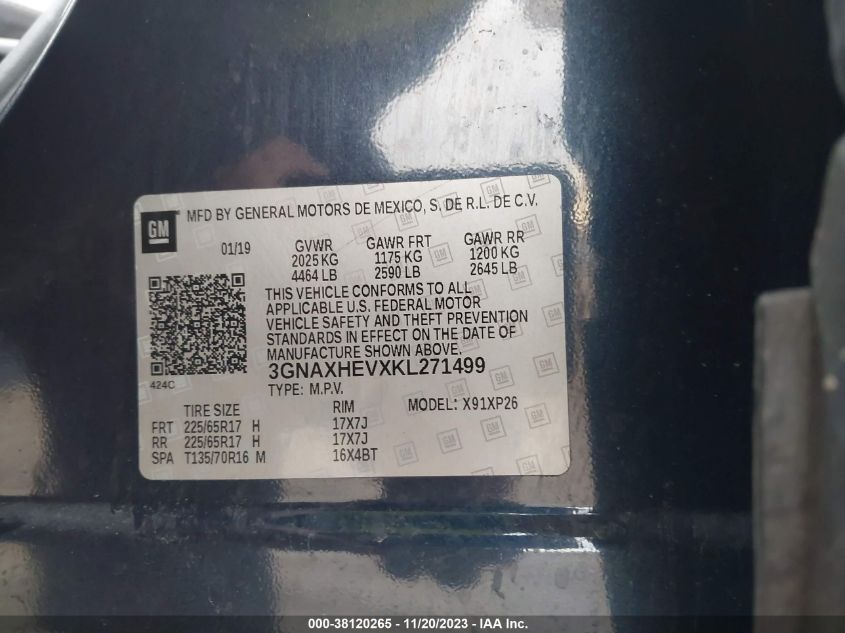 GM
MFD BY GENERAL MOTORS DE MEXICO, S. DE R.L. DE C.V.
01/19 GVWR GAWR FRT GAWR RR
2025 KG 1175 KG 1200 KG
4464 LB 2590 LB 2645 LB
THIS VEHICLE CONFORMS TO ALL
APPLICABLE U.S. FEDERAL MOTOR
VEHICLE SAFETY AND THEFT PREVENTION
STANDARDS IN EFFECT ON THE DATE OF
MANUFACTURE SHOWN ABOVE.
424C
3GNAXHEVXKL271499
TYPE: M.P.V. MODEL: X91XP26
TIRE SIZE RIM
FRT 225/65R17 H 17X7J
RR 225/65R17 H 17X7J
SPA T135/70R16 M 16X4BT
000-38120265 - 11/20/2023 - IAA Inc.